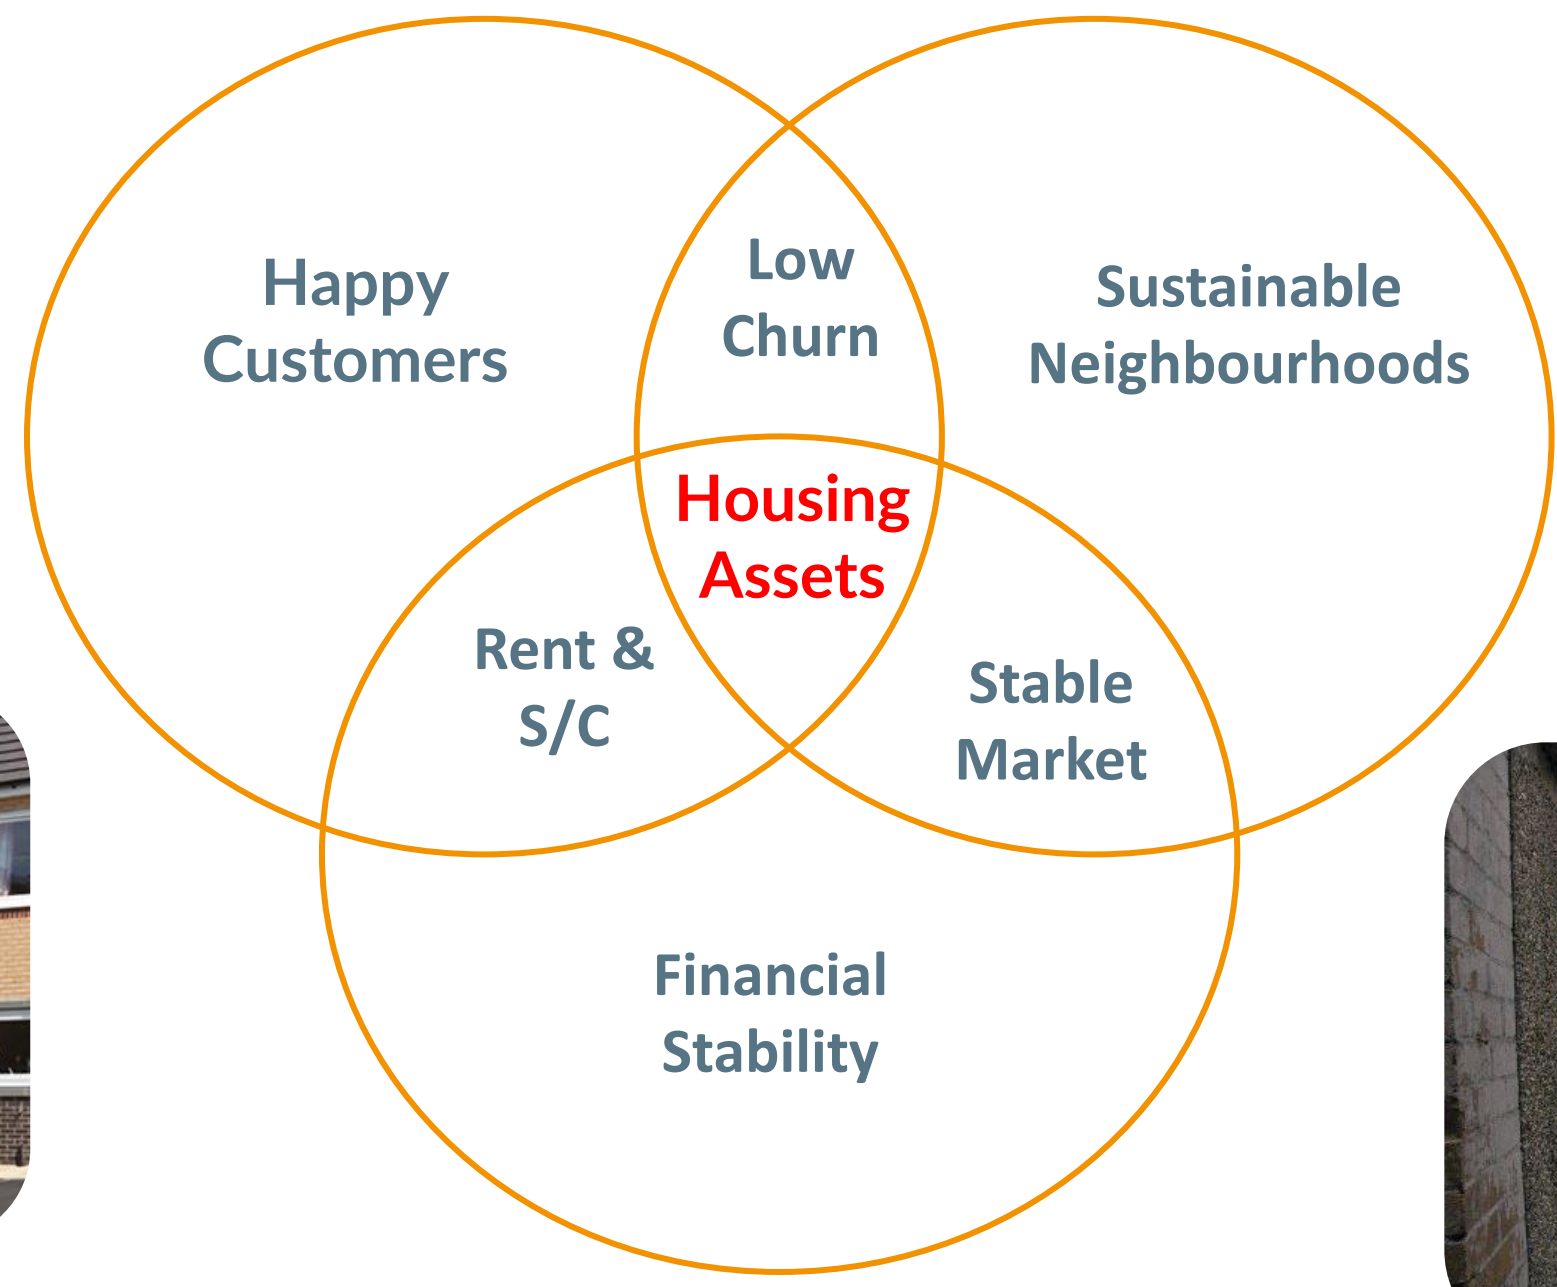 Happy
Customers
Low
Churn
Sustainable
Neighbourhoods
Housing
Assets
Rent &
S/C
Stable
Market
Financial
Stability